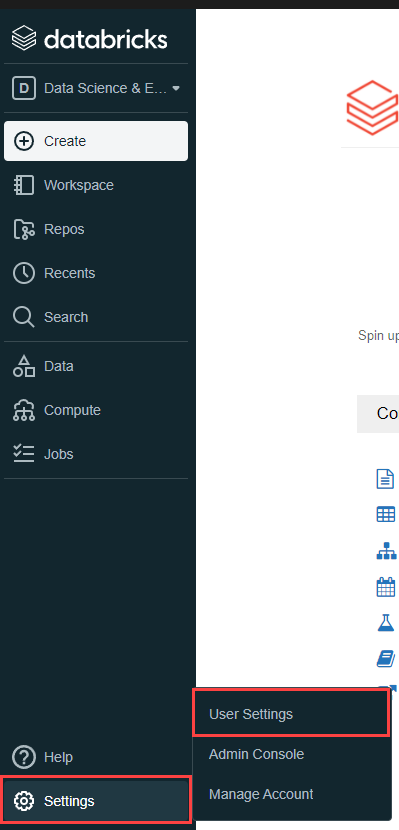 databricks
D Data Science & E...
Create
Workspace
Repos
Recents
Search
Data
Compute
Jobs
Help
Settings
User Settings
Admin Console
Manage Account
Spin up
Co